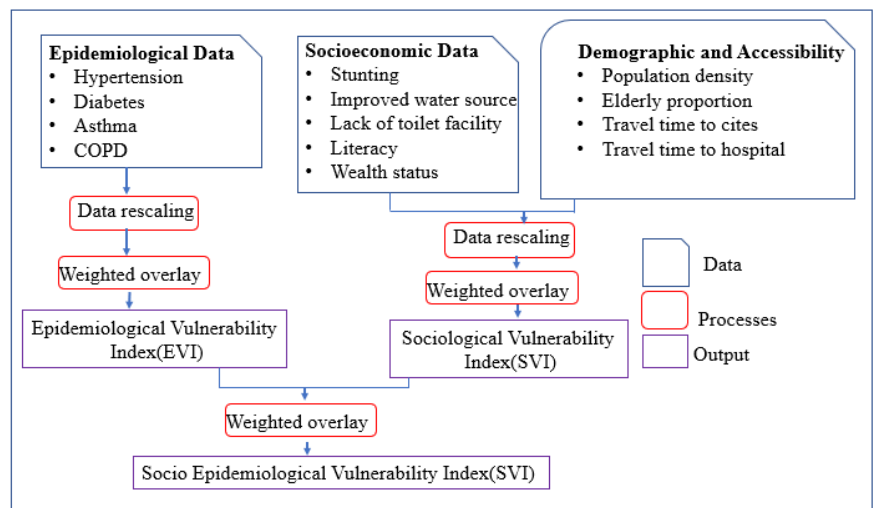 Epidemiological Data
• Hypertension
• Diabetes
• Asthma
• COPD
Socioeconomic Data
• Stunting
• Improved water source
• Lack of toilet facility
• Literacy
• Wealth status
Demographic and Accessibility
• Population density
• Elderly proportion
• Travel time to cites
• Travel time to hospital
Data rescaling
Weighted overlay
Epidemiological Vulnerability
Index(EVI)
Data rescaling
Weighted overlay
Sociological Vulnerability
Index(SVI)
Data
Processes
Output
Weighted overlay
Socio Epidemiological Vulnerability Index(SVI)